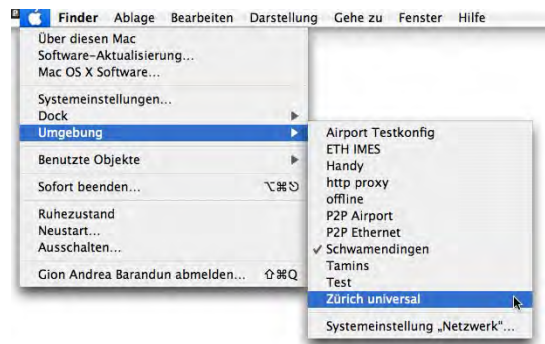 Finder Ablage Bearbeiten Darstellung Gehe zu Fenster Hilfe
Über diesen Mac
Software-Aktualisierung...
Mac OS X Software...
Systemeinstellungen...
Dock
Umgebung
Benutzte Objekte
Sofort beenden... ⌥⌘⎋
Ruhezustand
Neustart...
Ausschalten...
Gion Andrea Barandun abmelden... ⇧⌘Q
Airport Testkonfig
ETH IMES
Handy
http proxy
offline
P2P Airport
P2P Ethernet
✓ Schwamendingen
Tamins
Test
Zürich universal
Systemeinstellung „Netzwerk“...